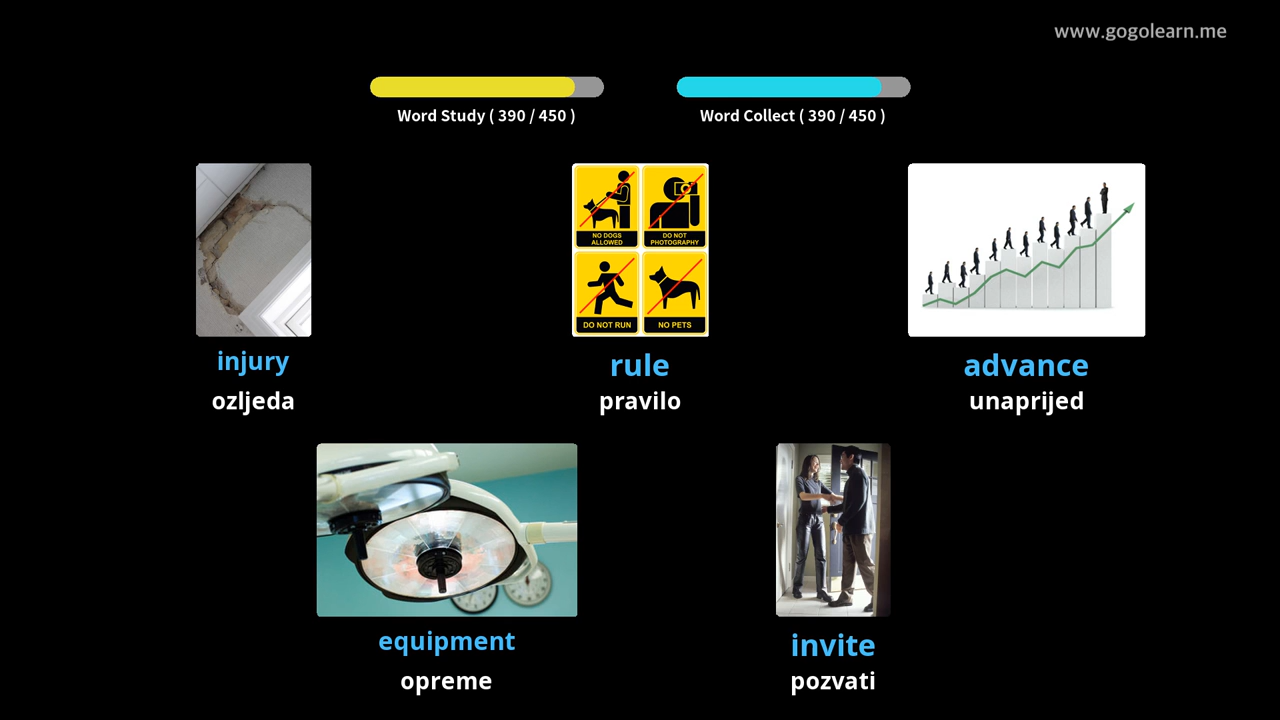 www.gogolearn.me
Word Study ( 390 / 450 )
Word Collect ( 390 / 450 )
NO DOGS
ALLOWED
DO NOT
PHOTOGRAPHY
DO NOT RUN
NO PETS
injury
rule
advance
ozljeda
pravilo
unaprijed
equipment
invite
opreme
pozvati